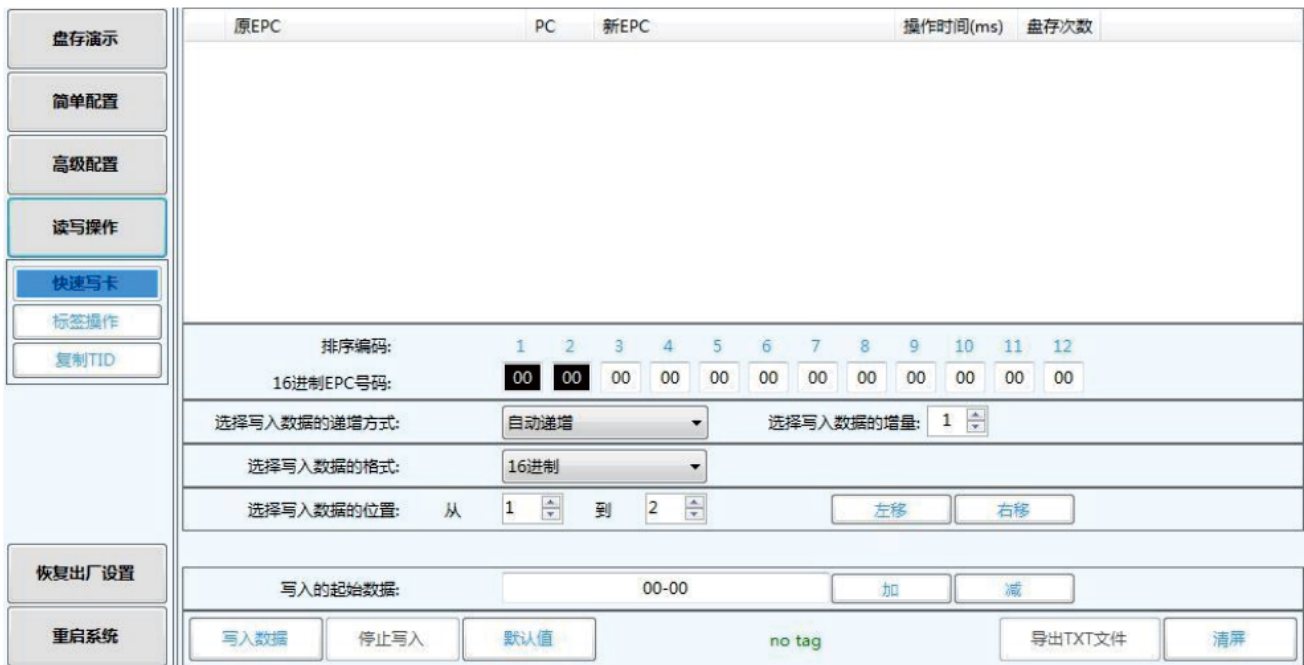 盘存演示
简单配置
高级配置
读写操作
快速写卡
标签操作
复制TID
恢复出厂设置
重启系统
原EPC PC 新EPC 操作时间(ms) 盘存次数
排序编码: 1 2 3 4 5 6 7 8 9 10 11 12
16进制EPC号码: 00 00 00 00 00 00 00 00 00 00 00 00
选择写入数据的递增方式: 自动递增 选择写入数据的增量: 1
选择写入数据的格式: 16进制
选择写入数据的位置: 从 1 到 2 左移 右移
写入的起始数据: 00-00 加 减
写入数据 停止写入 默认值 no tag 导出TXT文件 清屏